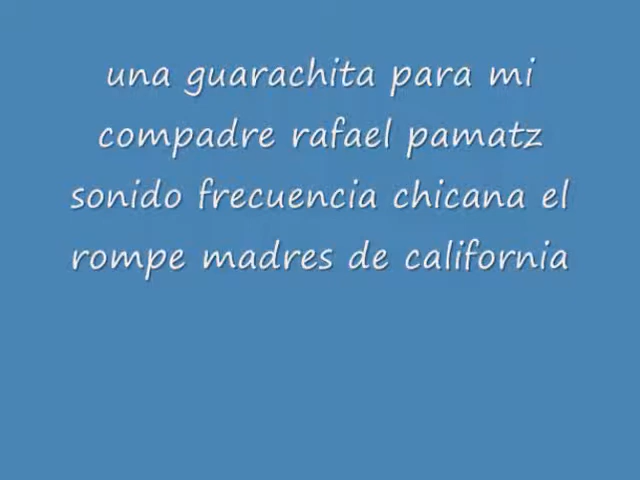 una guarachita para mi
compadre rafael pamatz
sonido frecuencia chicana el
rompe madres de california